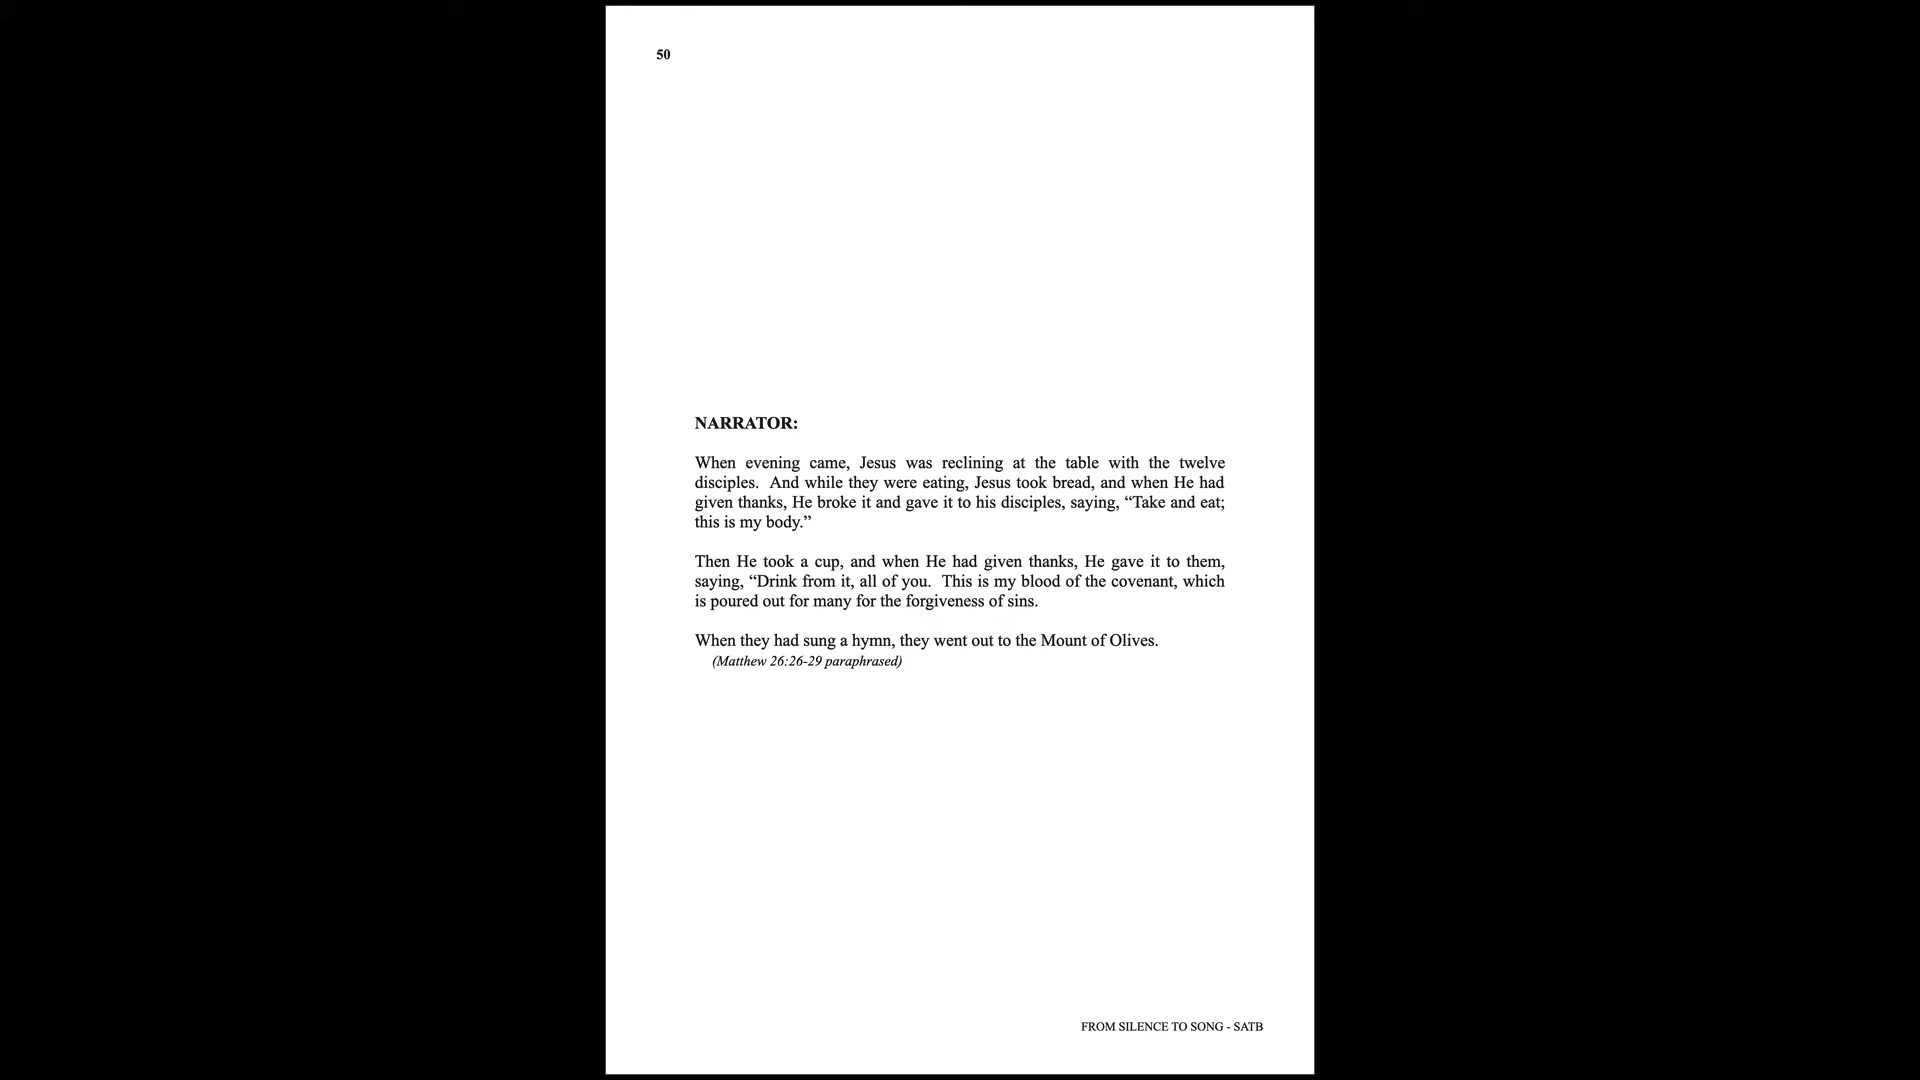 50
NARRATOR:
When evening came, Jesus was reclining at the table with the twelve
disciples.  And while they were eating, Jesus took bread, and when He had
given thanks, He broke it and gave it to his disciples, saying, “Take and eat;
this is my body.”
Then He took a cup, and when He had given thanks, He gave it to them,
saying, “Drink from it, all of you.  This is my blood of the covenant, which
is poured out for many for the forgiveness of sins.
When they had sung a hymn, they went out to the Mount of Olives.
(Matthew 26:26-29 paraphrased)
FROM SILENCE TO SONG - SATB